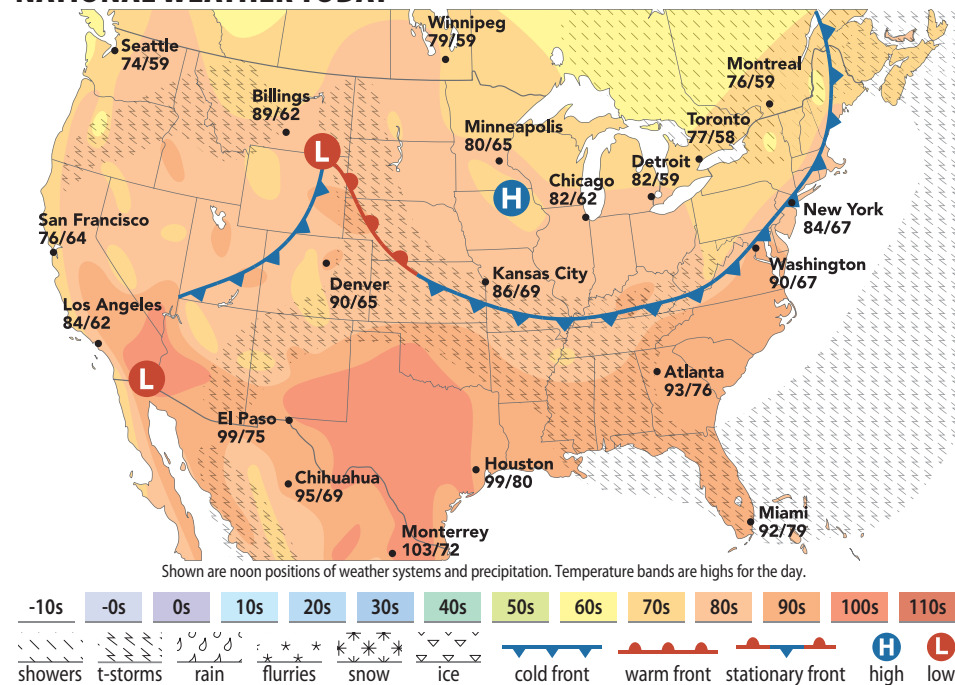 NATIONAL WEATHER TODAY
Winnipeg
79/59
Seattle
74/59
Montreal
76/59
Billings
89/62
Toronto
77/58
Minneapolis
80/65
L
Detroit
82/59
Chicago
82/62
H
New York
84/67
San Francisco
76/64
Washington
90/67
Kansas City
86/69
Denver
90/65
Los Angeles
84/62
L
Atlanta
93/76
El Paso
99/75
Houston
99/80
Chihuahua
95/69
Miami
92/79
Monterrey
103/72
Shown are noon positions of weather systems and precipitation. Temperature bands are highs for the day.
-10s -0s 0s 10s 20s 30s 40s 50s 60s 70s 80s 90s 100s 110s
H L
showers t-storms rain flurries snow ice cold front warm front stationary front high low